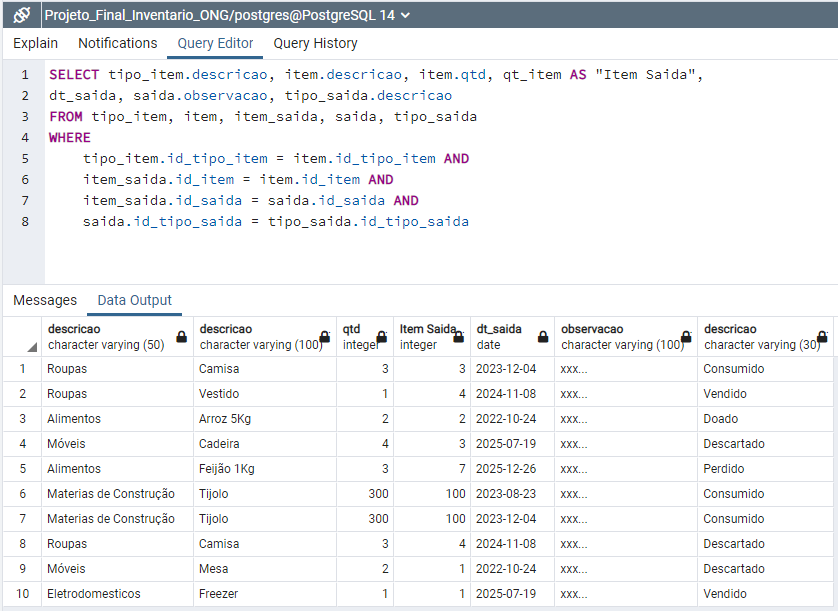 Projeto_Final_Inventario_ONG/postgres@PostgreSQL 14
Explain Notifications Query Editor Query History
1 SELECT tipo_item.descricao, item.descricao, item.qtd, qt_item AS "Item Saida",
2 dt_saida, saida.observacao, tipo_saida.descricao
3 FROM tipo_item, item, item_saida, saida, tipo_saida
4 WHERE
5 tipo_item.id_tipo_item = item.id_tipo_item AND
6 item_saida.id_item = item.id_item AND
7 item_saida.id_saida = saida.id_saida AND
8 saida.id_tipo_saida = tipo_saida.id_tipo_saida
Messages Data Output
descricao descricao qtd Item Saida dt_saida observacao descricao
character varying (50) character varying (100) integer integer date character varying (100) character varying (30)
1 Roupas Camisa 3 3 2023-12-04 xxx... Consumido
2 Roupas Vestido 1 4 2024-11-08 xxx... Vendido
3 Alimentos Arroz 5Kg 2 2 2022-10-24 xxx... Doado
4 Móveis Cadeira 4 3 2025-07-19 xxx... Descartado
5 Alimentos Feijão 1Kg 3 7 2025-12-26 xxx... Perdido
6 Materias de Construção Tijolo 300 100 2023-08-23 xxx... Consumido
7 Materias de Construção Tijolo 300 100 2023-12-04 xxx... Consumido
8 Roupas Camisa 3 4 2024-11-08 xxx... Descartado
9 Móveis Mesa 2 1 2022-10-24 xxx... Descartado
10 Eletrodomesticos Freezer 1 1 2025-07-19 xxx... Vendido